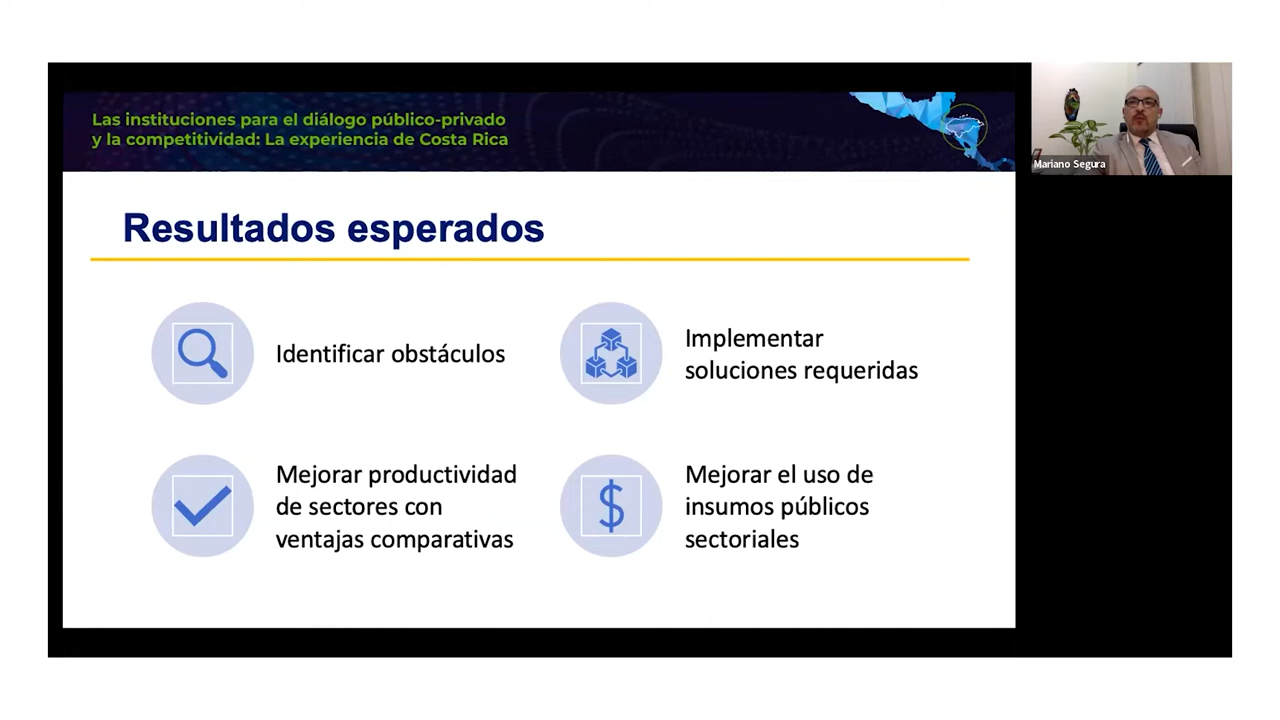 Las instituciones para el diálogo público-privado
y la competitividad: La experiencia de Costa Rica
Mariano Segura
Resultados esperados
Identificar obstáculos
Implementar
soluciones requeridas
Mejorar productividad
de sectores con
ventajas comparativas
$
Mejorar el uso de
insumos públicos
sectoriales